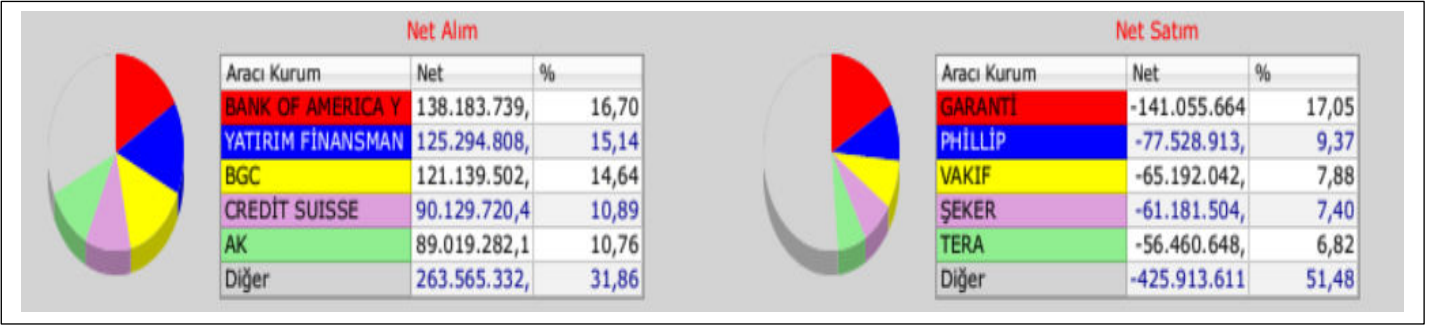 Net Alım
Aracı Kurum Net %
BANK OF AMERICA Y 138.183.739, 16,70
YATIRIM FİNANSMAN 125.294.808, 15,14
BGC 121.139.502, 14,64
CREDİT SUISSE 90.129.720,4 10,89
AK 89.019.282,1 10,76
Diğer 263.565.332, 31,86
Net Satım
Aracı Kurum Net %
GARANTİ -141.055.664 17,05
PHİLLİP -77.528.913, 9,37
VAKIF -65.192.042, 7,88
ŞEKER -61.181.504, 7,40
TERA -56.460.648, 6,82
Diğer -425.913.611 51,48